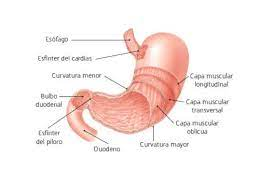 Esófago
Esfínter del cardias
Curvatura menor
Bulbo
duodenal
Esfínter
del píloro
Duodeno
Curvatura mayor
Capa muscular
longitudinal
Capa muscular
transversal
Capa muscular
oblicua